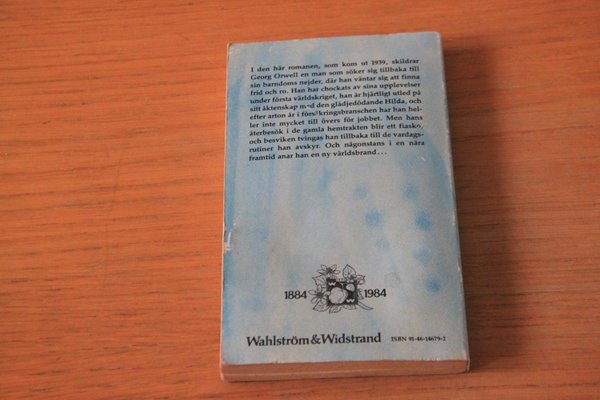 I den här romanen, som kom ut 1939, skildrar
Georg Orwell en man som söker sig tillbaka till
sin barndoms nejder, där han väntar sig att finna
frid och ro. Han har chockats av sina upplevelser
under första världskriget, han är hjärtligt utled på
sitt äktenskap med den glädjedödande Hilda, och
efter arton år i försäkringsbranschen har han hel-
ler inte mycket till övers för jobbet. Men hans
återbesök i de gamla hemtrakten blir ett fiasko,
och besviken tvingas han tillbaka till de vardags-
rutiner han avskyr. Och någonstans i en nära
framtid anar han en ny världsbrand...
1884 1984
Wahlström & Widstrand ISBN 91-46-14679-2